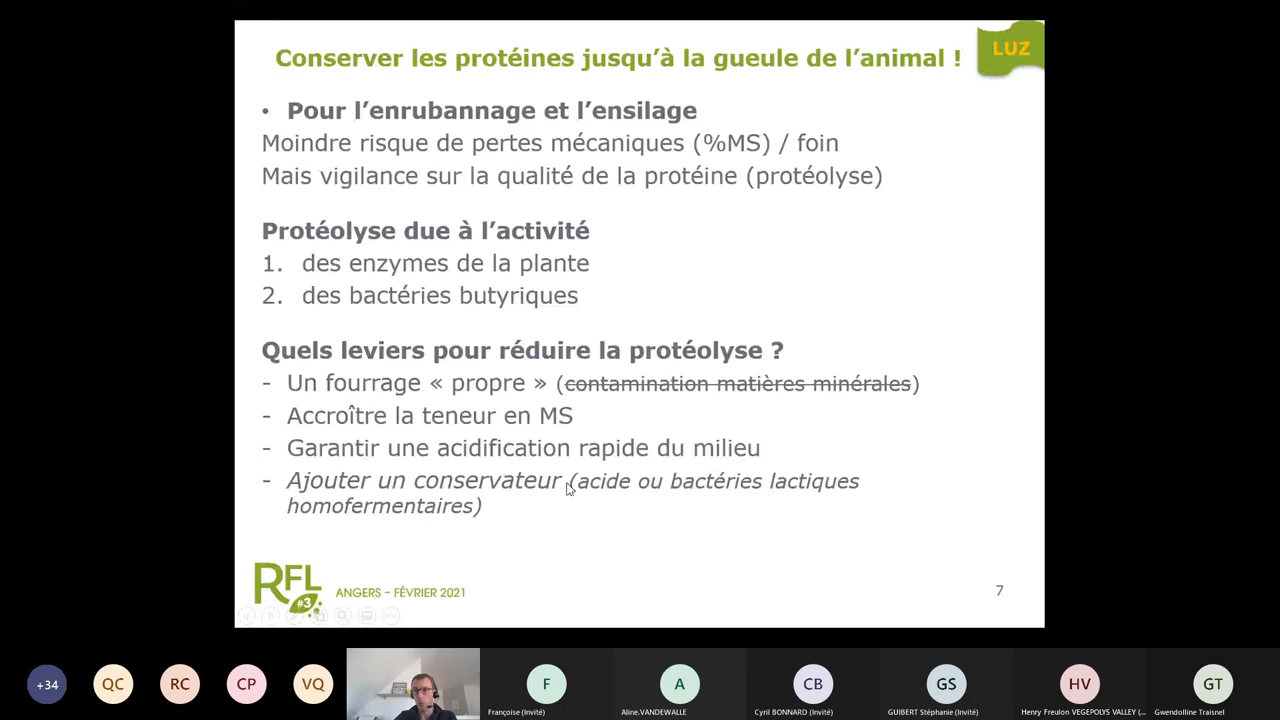 Conserver les protéines jusqu’à la gueule de l’animal !
LUZ
• Pour l’enrubannage et l’ensilage
Moindre risque de pertes mécaniques (%MS) / foin
Mais vigilance sur la qualité de la protéine (protéolyse)
Protéolyse due à l’activité
1. des enzymes de la plante
2. des bactéries butyriques
Quels leviers pour réduire la protéolyse ?
- Un fourrage « propre » (contamination matières minérales)
- Accroître la teneur en MS
- Garantir une acidification rapide du milieu
- Ajouter un conservateur (acide ou bactéries lactiques
homofermentaires)
RFL
#3
ANGERS – FÉVRIER 2021
7
+34
QC
RC
CP
VQ
F
A
CB
GS
HV
GT
Françoise (Invité)
Aline.VANDEWALLE
Cyril BONNARD (Invité)
GUIBERT Stéphanie (Invité)
Henry Freulon VEGEPOLYS VALLEY (...
Gwendolline Traisnel